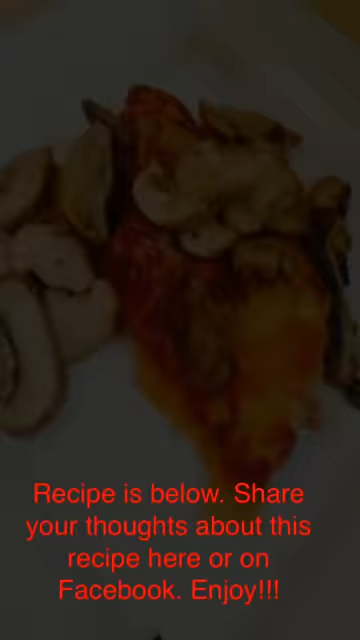 Recipe is below. Share
your thoughts about this
recipe here or on
Facebook. Enjoy!!!